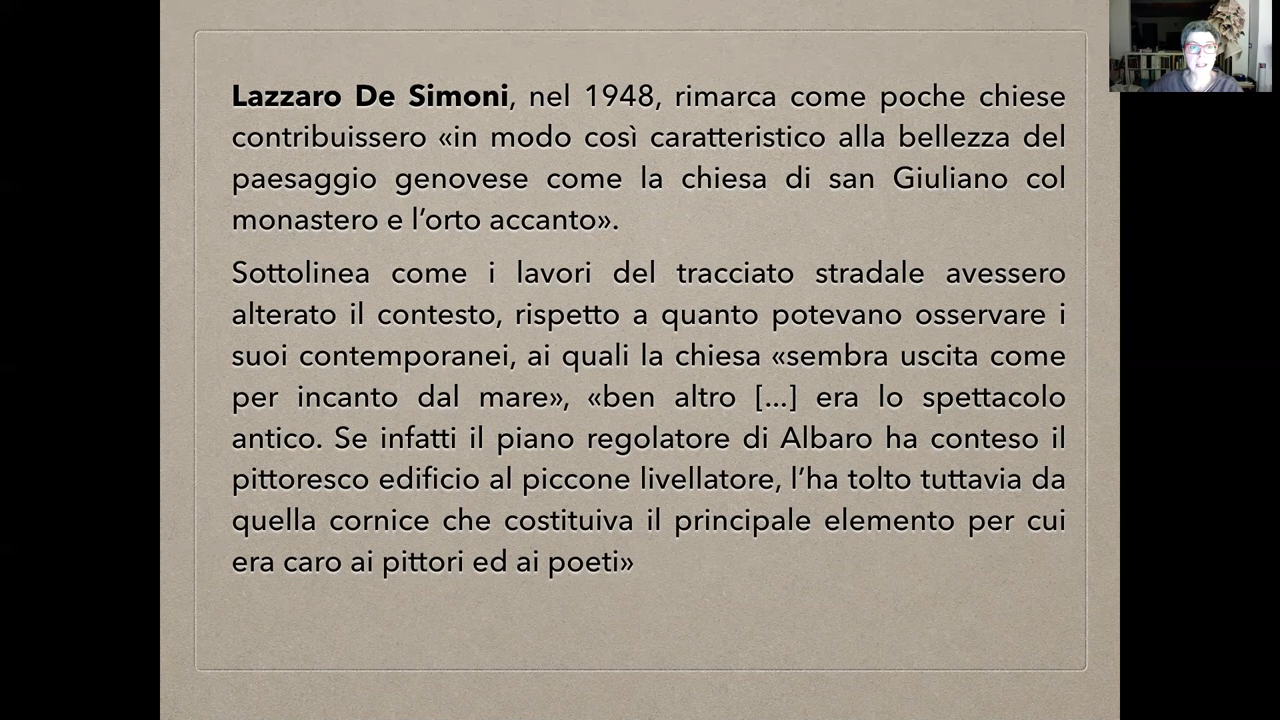 Lazzaro De Simoni, nel 1948, rimarca come poche chiese
contribuissero «in modo così caratteristico alla bellezza del
paesaggio genovese come la chiesa di san Giuliano col
monastero e l’orto accanto».
Sottolinea come i lavori del tracciato stradale avessero
alterato il contesto, rispetto a quanto potevano osservare i
suoi contemporanei, ai quali la chiesa «sembra uscita come
per incanto dal mare», «ben altro [...] era lo spettacolo
antico. Se infatti il piano regolatore di Albaro ha conteso il
pittoresco edificio al piccone livellatore, l’ha tolto tuttavia da
quella cornice che costituiva il principale elemento per cui
era caro ai pittori ed ai poeti»